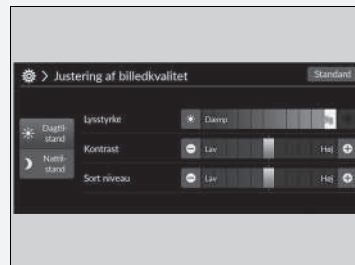 > Justering af billedkvalitet
Standard
Lysstyrke
Dæmp
Dagtil-
stand
Kontrast
Lav
Høj
Nattil-
stand
Sort niveau
Lav
Høj